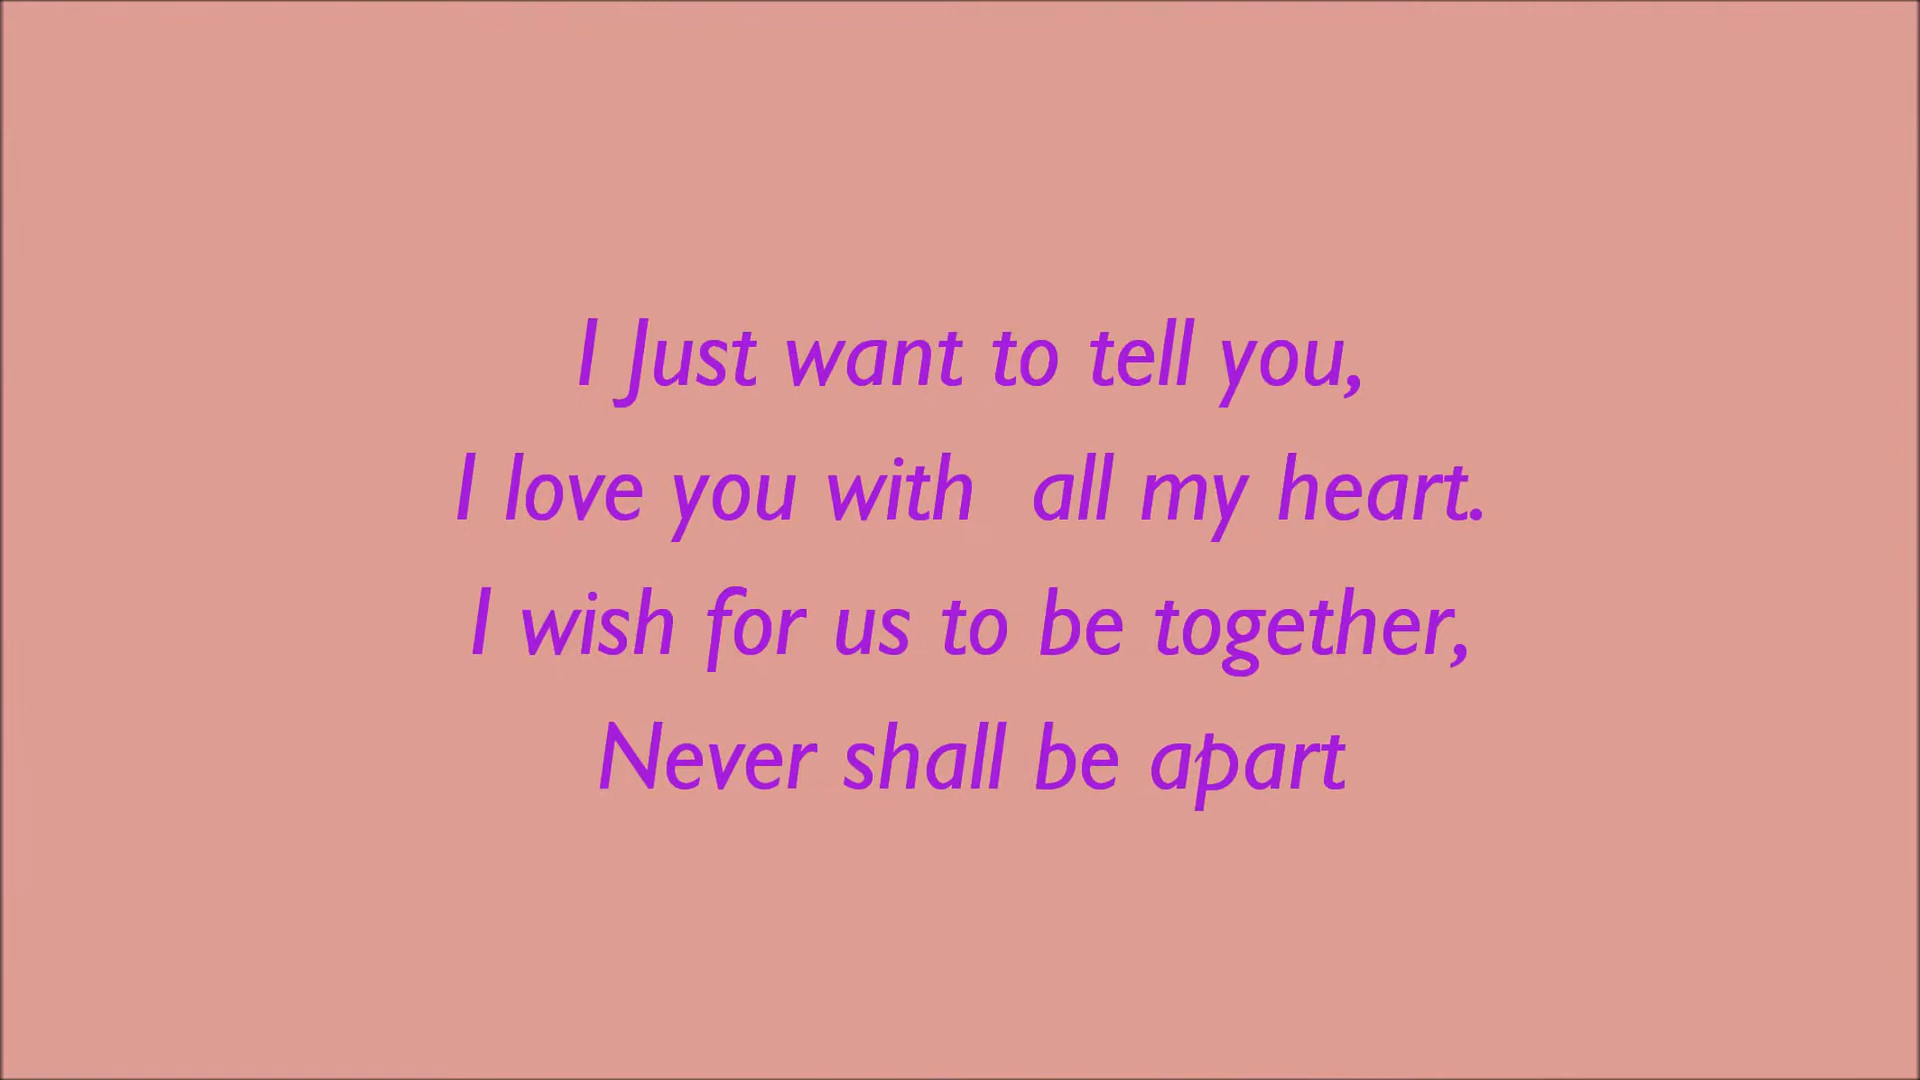 I Just want to tell you,
I love you with  all my heart.
I wish for us to be together,
Never shall be apart